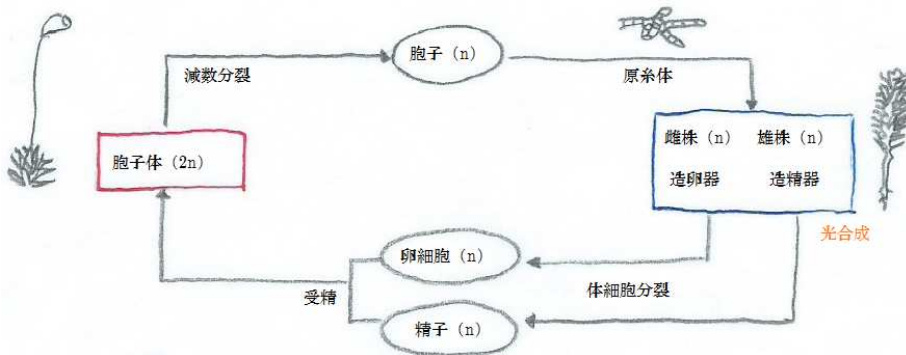 胞子（n）
減数分裂
原糸体
胞子体（2n）
雌株（n） 雄株（n）
造卵器 造精器
光合成
卵細胞（n）
体細胞分裂
受精
精子（n）